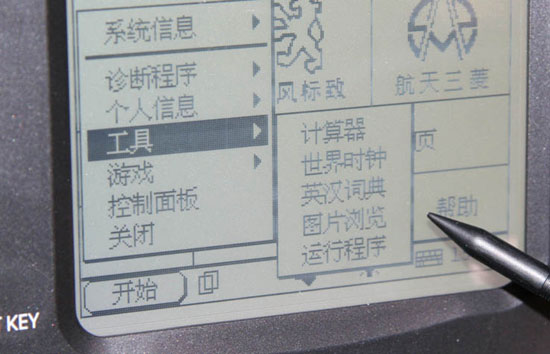 系统信息
诊断程序
个人信息
工具
游戏
控制面板
关闭
开始
计算器
世界时钟
英汉词典
图片浏览
运行程序
风标致
航天三菱
页
帮助
KEY